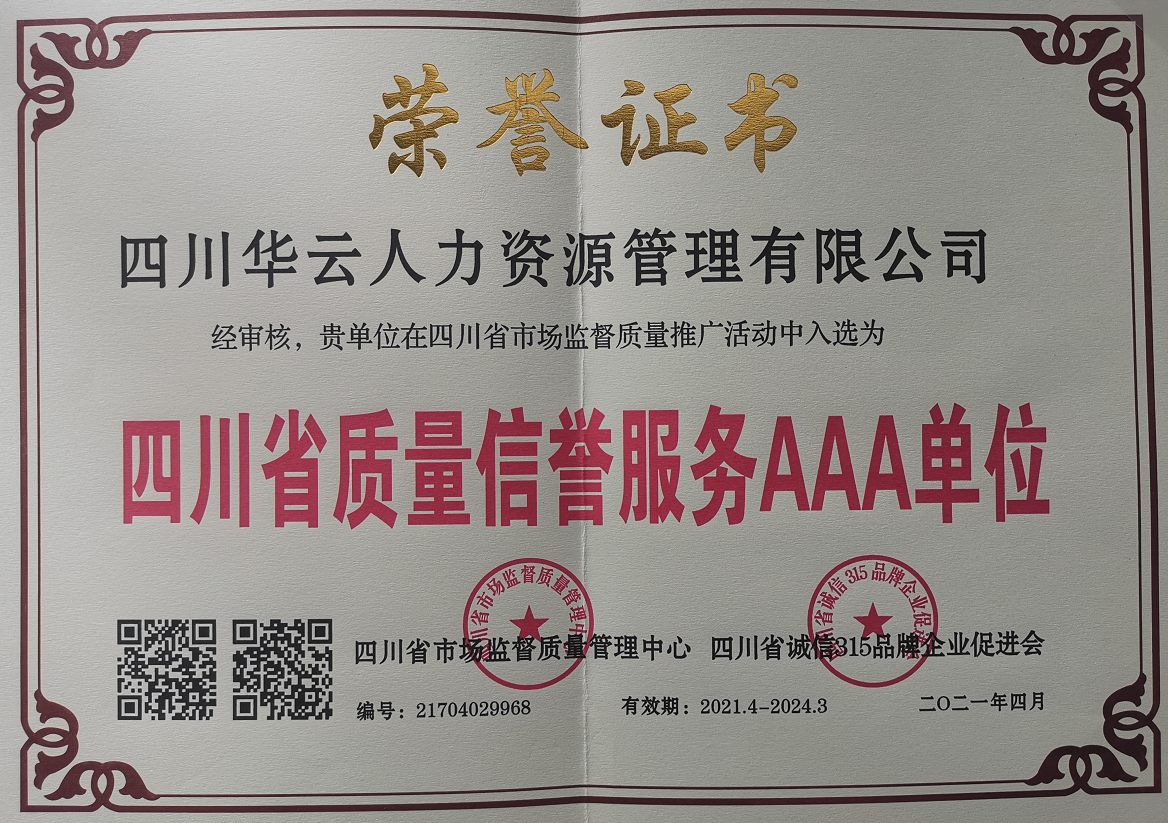 荣誉证书
四川华云人力资源管理有限公司
经审核，贵单位在四川省市场监督质量推广活动中入选为
四川省质量信誉服务AAA单位
四川省市场监督质量管理中心 四川省诚信315品牌企业促进会
编号：21704029968 有效期：2021.4-2024.3 二〇二一年四月